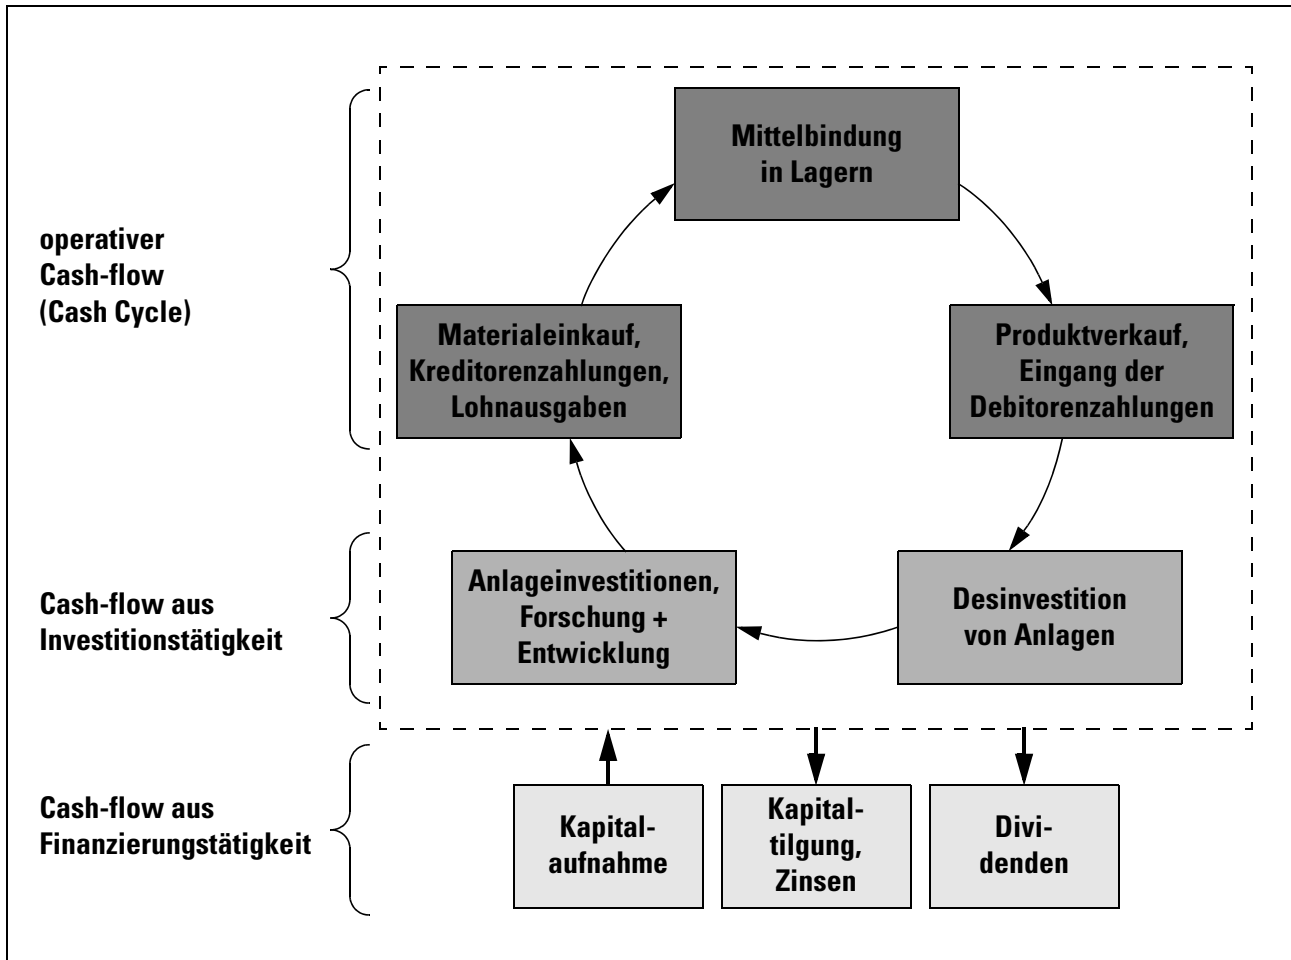 Mittelbindung
in Lagern
operativer
Cash-flow
(Cash Cycle)
Materialeinkauf,
Kreditorenzahlungen,
Lohnausgaben
Produktverkauf,
Eingang der
Debitorenzahlungen
Cash-flow aus
Investitionstätigkeit
Anlageinvestitionen,
Forschung +
Entwicklung
Desinvestition
von Anlagen
Cash-flow aus
Finanzierungstätigkeit
Kapital-
aufnahme
Kapital-
tilgung,
Zinsen
Divi-
denden